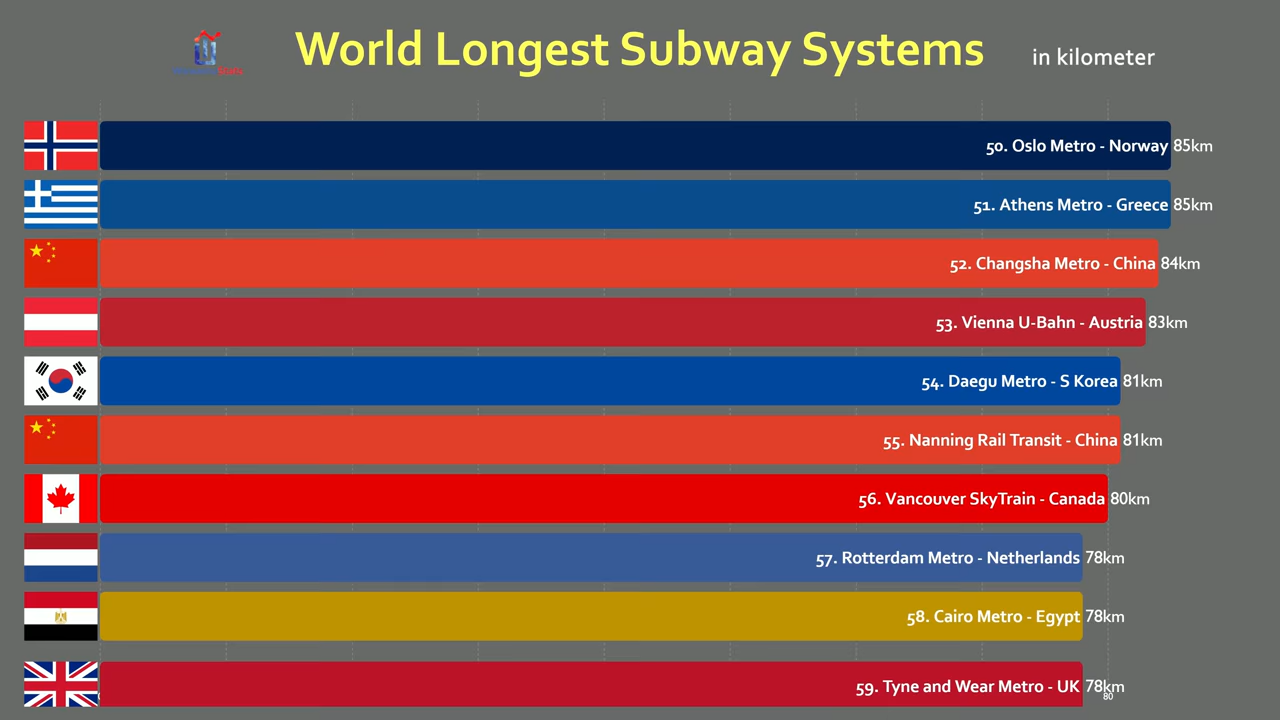 World Longest Subway Systems in kilometer
50. Oslo Metro - Norway 85km
51. Athens Metro - Greece 85km
52. Changsha Metro - China 84km
53. Vienna U-Bahn - Austria 83km
54. Daegu Metro - S Korea 81km
55. Nanning Rail Transit - China 81km
56. Vancouver SkyTrain - Canada 80km
57. Rotterdam Metro - Netherlands 78km
58. Cairo Metro - Egypt 78km
59. Tyne and Wear Metro - UK 78km
80